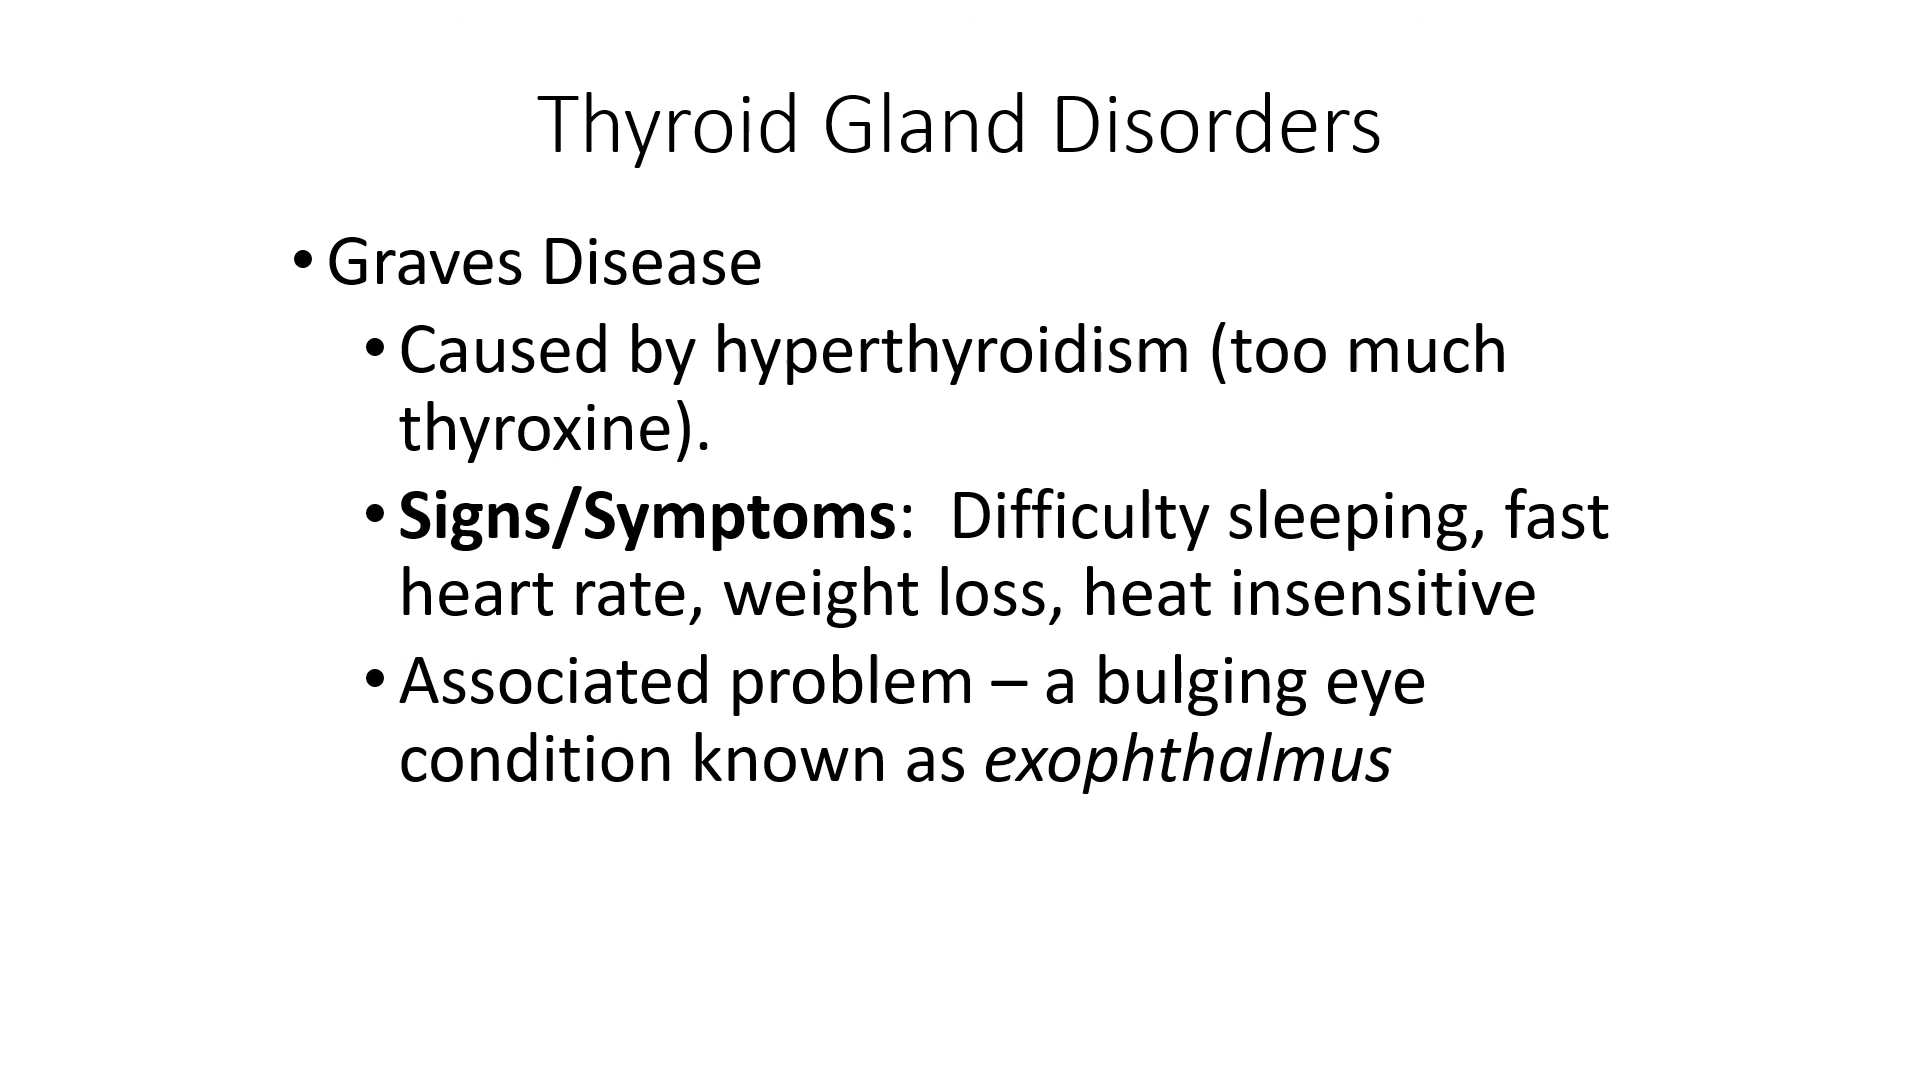 Thyroid Gland Disorders
• Graves Disease
• Caused by hyperthyroidism (too much
thyroxine).
• Signs/Symptoms:  Difficulty sleeping, fast
heart rate, weight loss, heat insensitive
• Associated problem – a bulging eye
condition known as exophthalmus